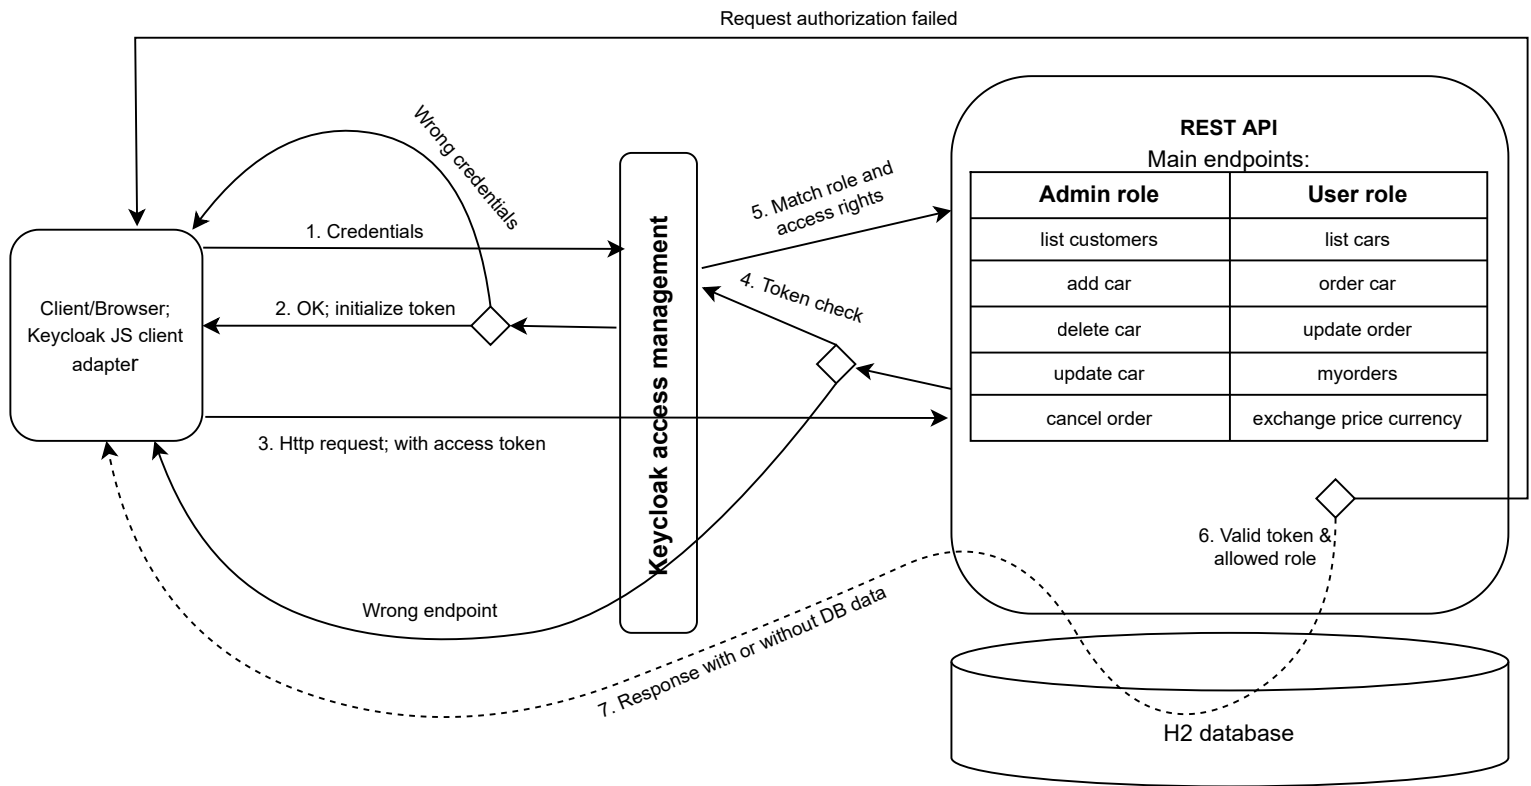 Request authorization failed
Wrong credentials
1. Credentials
2. OK; initialize token
Client/Browser;
Keycloak JS client
adapter
3. Http request; with access token
Wrong endpoint
Keycloak access management
5. Match role and
access rights
4. Token check
7. Response with or without DB data
REST API
Main endpoints:
Admin role User role
list customers list cars
add car order car
delete car update order
update car myorders
cancel order exchange price currency
6. Valid token &
allowed role
H2 database